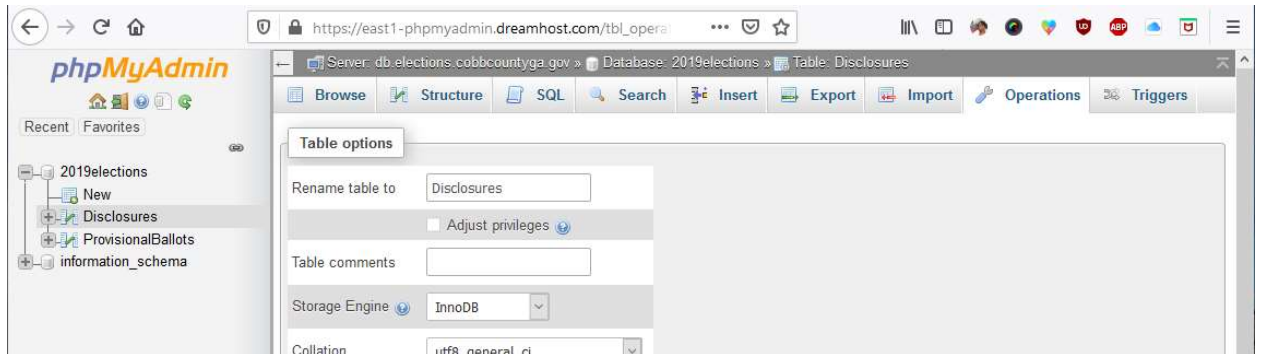 https://east1-phpmyadmin.dreamhost.com/tbl_opera
phpMyAdmin
Recent Favorites
2019elections
New
Disclosures
ProvisionalBallots
information_schema
Server: db.elections.cobbcountyga.gov » Database: 2019elections » Table: Disclosures
Browse Structure SQL Search Insert Export Import Operations Triggers
Table options
Rename table to Disclosures
Adjust privileges
Table comments
Storage Engine InnoDB
Collation utf8_general_ci